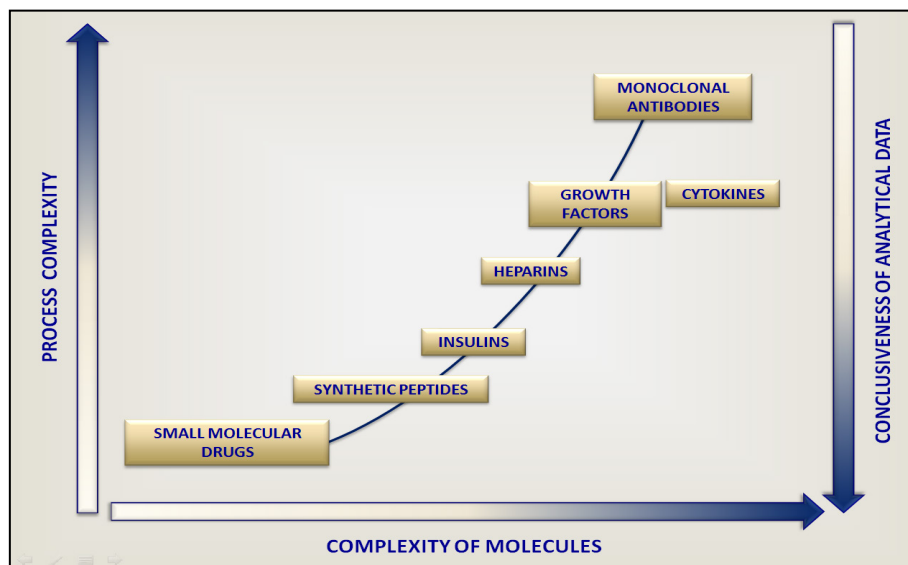 MONOCLONAL
ANTIBODIES
GROWTH
FACTORS
CYTOKINES
HEPARINS
INSULINS
SYNTHETIC PEPTIDES
SMALL MOLECULAR
DRUGS
PROCESS COMPLEXITY
CONCLUSIVENESS OF ANALYTICAL DATA
COMPLEXITY OF MOLECULES